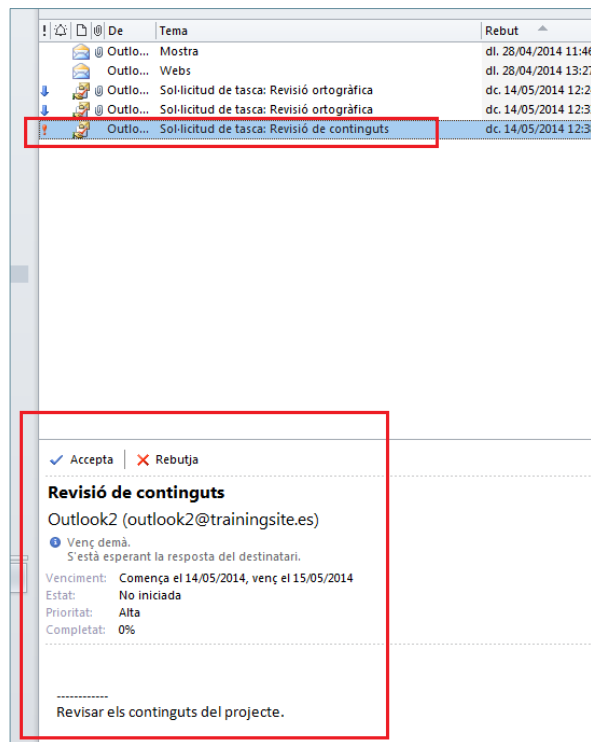 ! De Tema Rebut
Outlo... Mostra dl. 28/04/2014 11:46
Outlo... Webs dl. 28/04/2014 13:27
Outlo... Sol·licitud de tasca: Revisió ortogràfica dc. 14/05/2014 12:2
Outlo... Sol·licitud de tasca: Revisió ortogràfica dc. 14/05/2014 12:3
Outlo... Sol·licitud de tasca: Revisió de continguts dc. 14/05/2014 12:3
Accepta Rebutja
Revisió de continguts
Outlook2 (outlook2@trainingsite.es)
Venç demà.
S'està esperant la resposta del destinatari.
Venciment: Comença el 14/05/2014, venç el 15/05/2014
Estat: No iniciada
Prioritat: Alta
Completat: 0%
------------
Revisar els continguts del projecte.